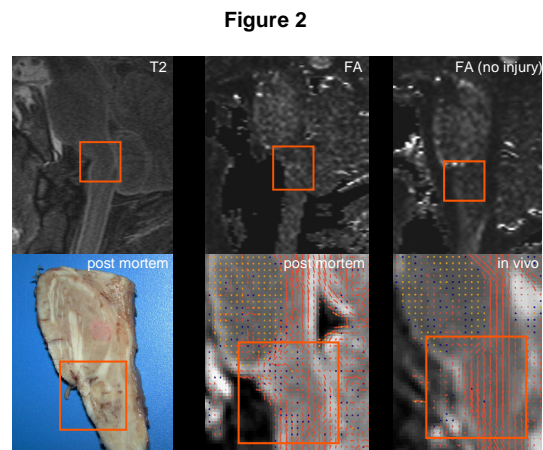 Figure 2
T2
FA
FA (no injury)
post mortem
post mortem
in vivo